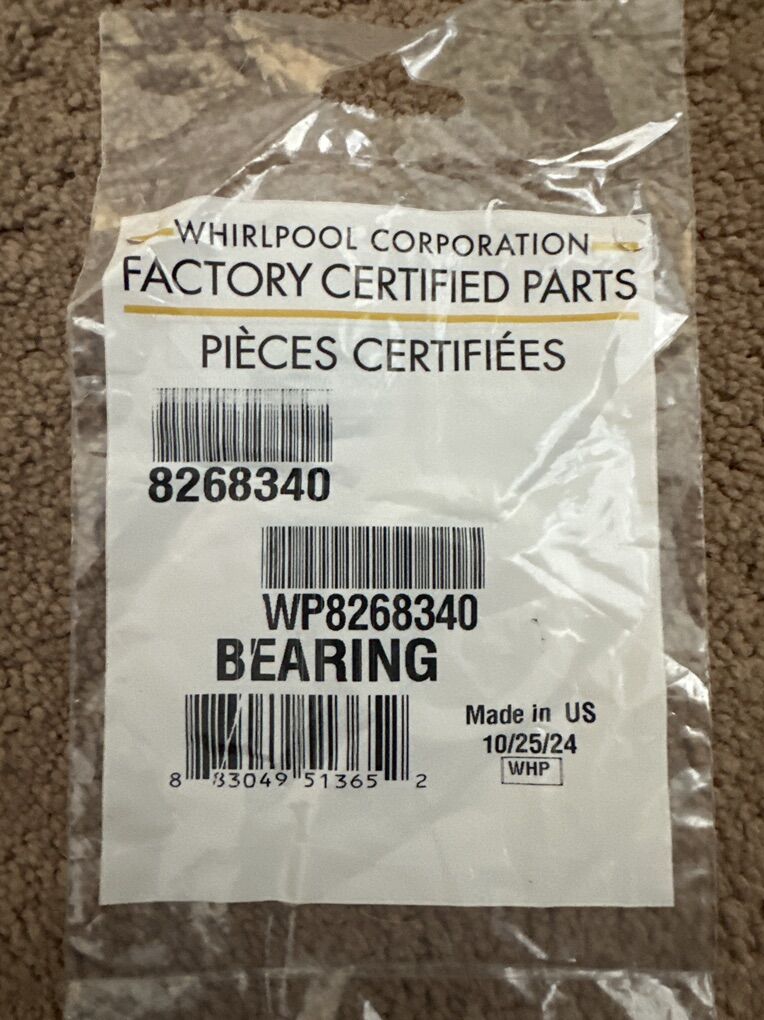 WHIRLPOOL CORPORATION
FACTORY CERTIFIED PARTS
PIÈCES CERTIFIÉES
8268340
WP8268340
BEARING
Made in US
10/25/24
WHP
8 83049 51365 2